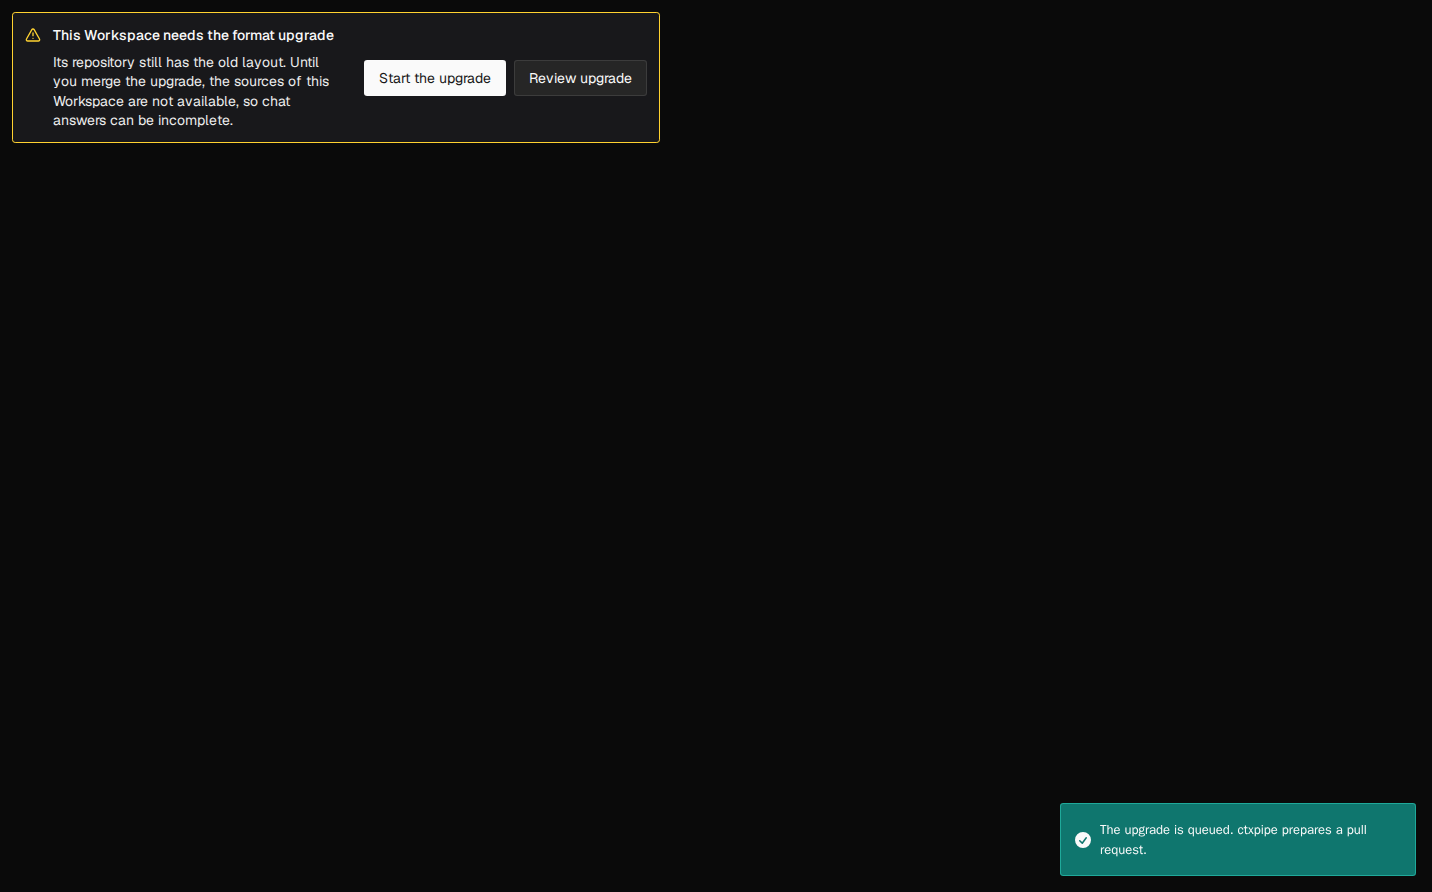 This Workspace needs the format upgrade
Its repository still has the old layout. Until
you merge the upgrade, the sources of this
Workspace are not available, so chat
answers can be incomplete.
Start the upgrade
Review upgrade
The upgrade is queued. ctxpipe prepares a pull
request.